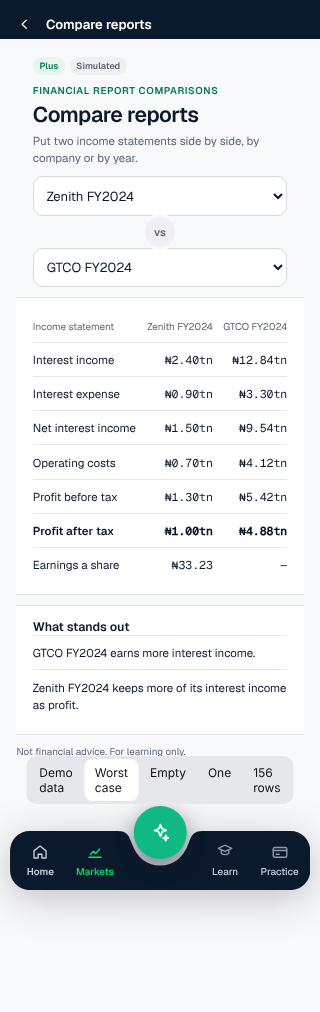 Compare reports
Plus Simulated
FINANCIAL REPORT COMPARISONS
Compare reports
Put two income statements side by side, by
company or by year.
Zenith FY2024
vs
GTCO FY2024
Income statement Zenith FY2024 GTCO FY2024
Interest income ₦2.40tn ₦12.84tn
Interest expense ₦0.90tn ₦3.30tn
Net interest income ₦1.50tn ₦9.54tn
Operating costs ₦0.70tn ₦4.12tn
Profit before tax ₦1.30tn ₦5.42tn
Profit after tax ₦1.00tn ₦4.88tn
Earnings a share ₦33.23 —
What stands out
GTCO FY2024 earns more interest income.
Zenith FY2024 keeps more of its interest income
as profit.
Not financial advice. For learning only.
Demo data Worst case Empty One 156 rows
Home Markets Learn Practice